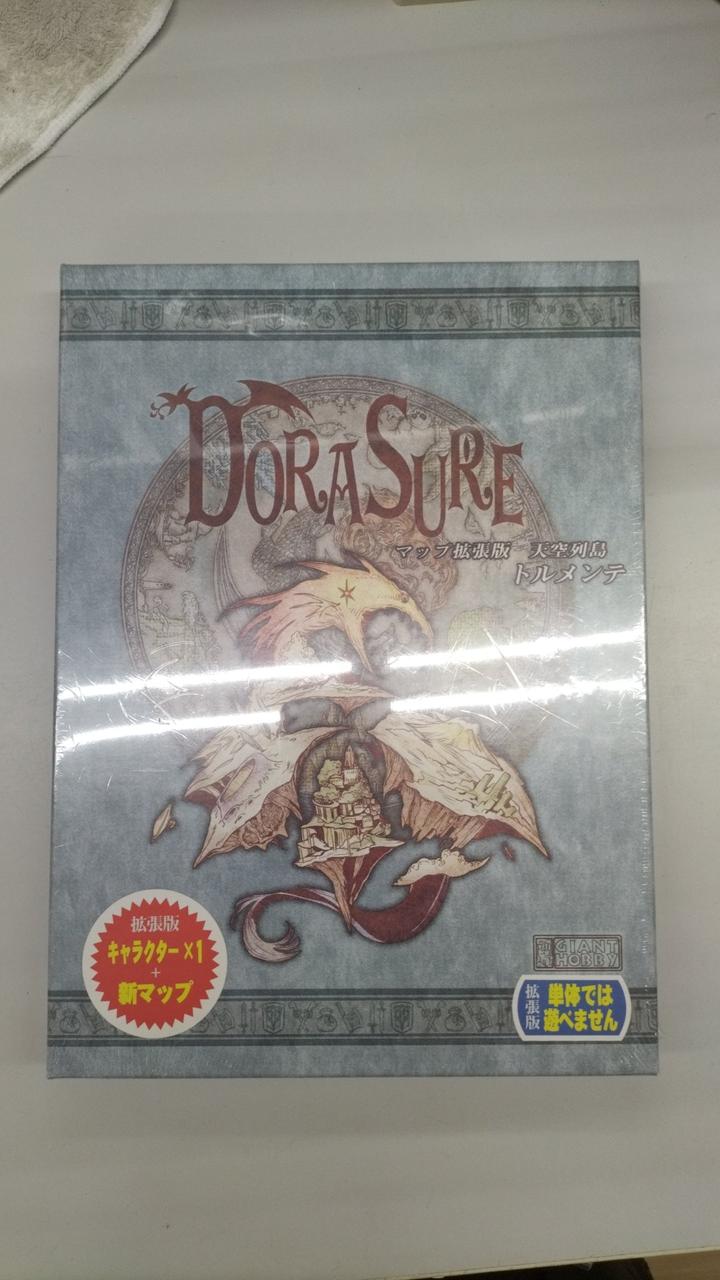 DORASURE
マップ拡張版 天空列島
トルメンテ
拡張版
キャラクター×1
+
新マップ
GIANT
HOBBY
拡張版
単体では
遊べません